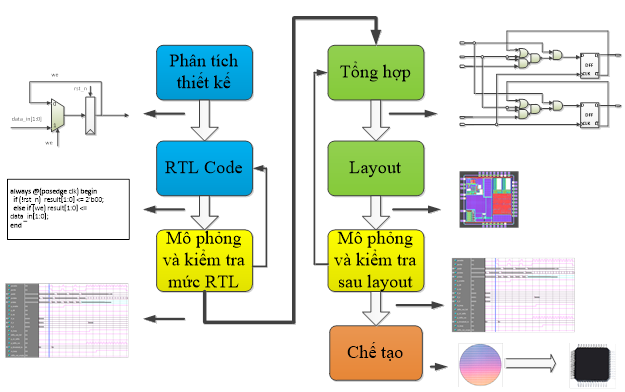 Phân tích
thiết kế
RTL Code
Mô phỏng
và kiểm tra
mức RTL
Tổng hợp
Layout
Mô phỏng
và kiểm tra
sau layout
Chế tạo
we
rst_n
data_in[1:0]
we
always @(posedge clk) begin
if (!rst_n) result[1:0] <= 2'b00;
else if(we) result[1:0] <=
data_in[1:0];
end
DFF
CLK
DFF
CLK